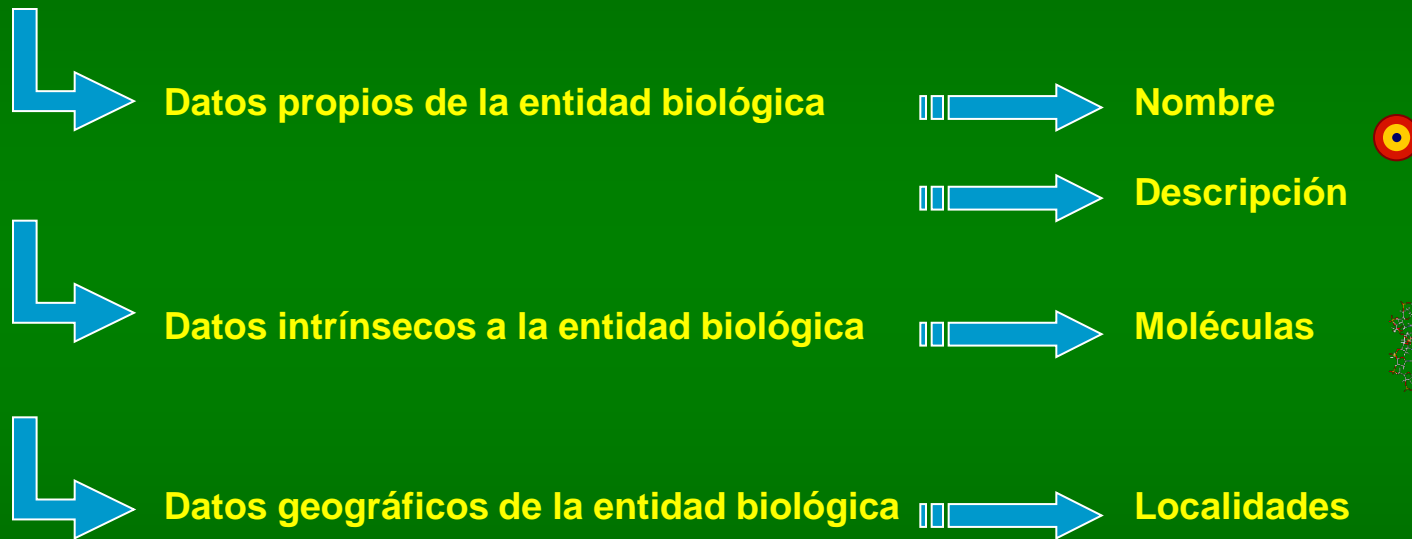 Datos propios de la entidad biológica Nombre
Descripción
Datos intrínsecos a la entidad biológica Moléculas
Datos geográficos de la entidad biológica Localidades